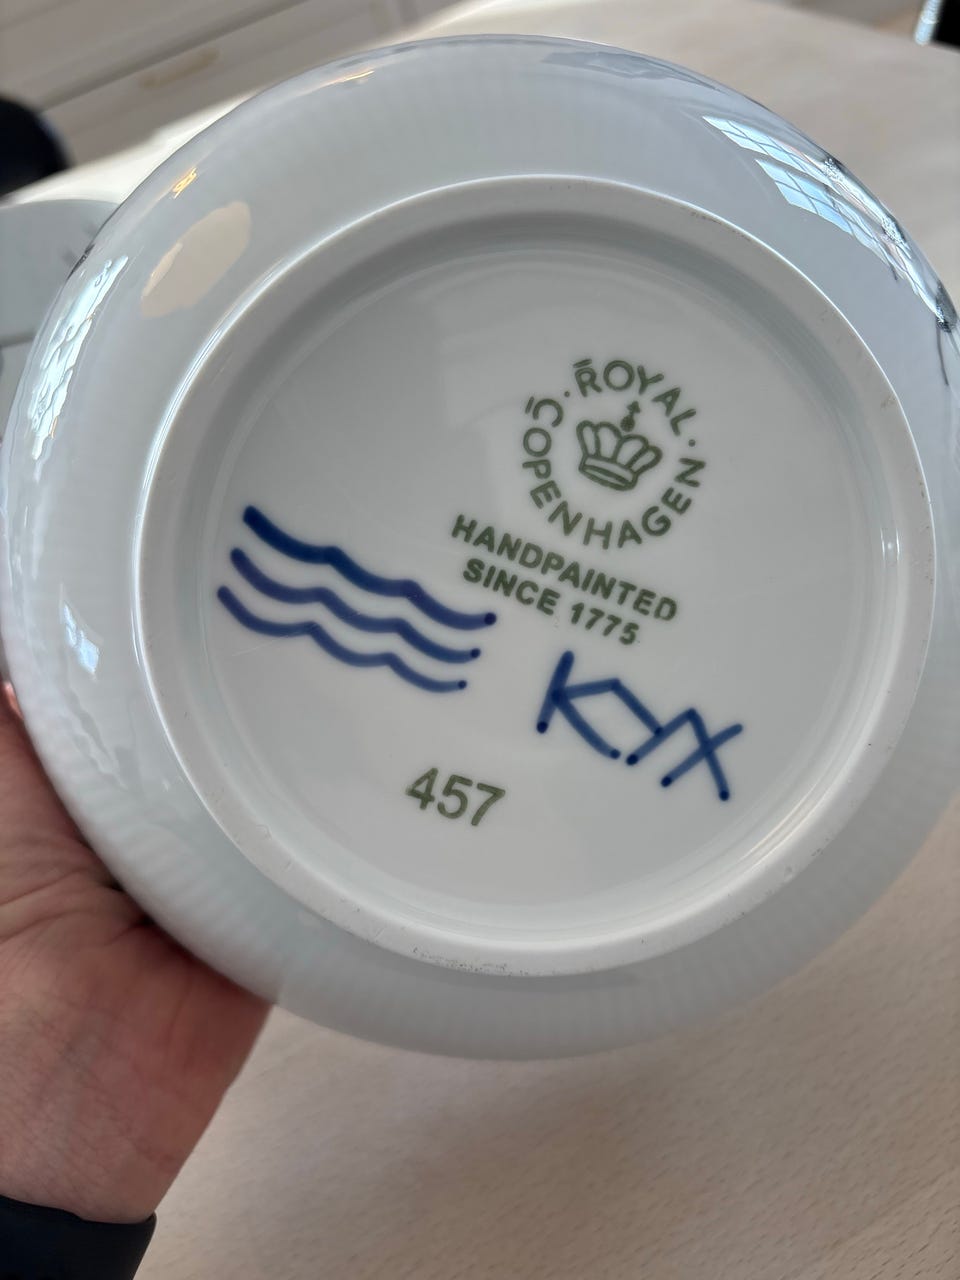 ROYAL · COPENHAGEN ·
HANDPAINTED
SINCE 1775
457